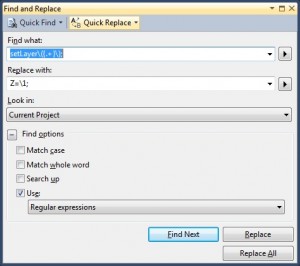 Find and Replace
Quick Find
Quick Replace
Find what:
setLayer\({.+}\);
Replace with:
Z=\1;
Look in:
Current Project
Find options
Match case
Match whole word
Search up
Use:
Regular expressions
Find Next
Replace
Replace All